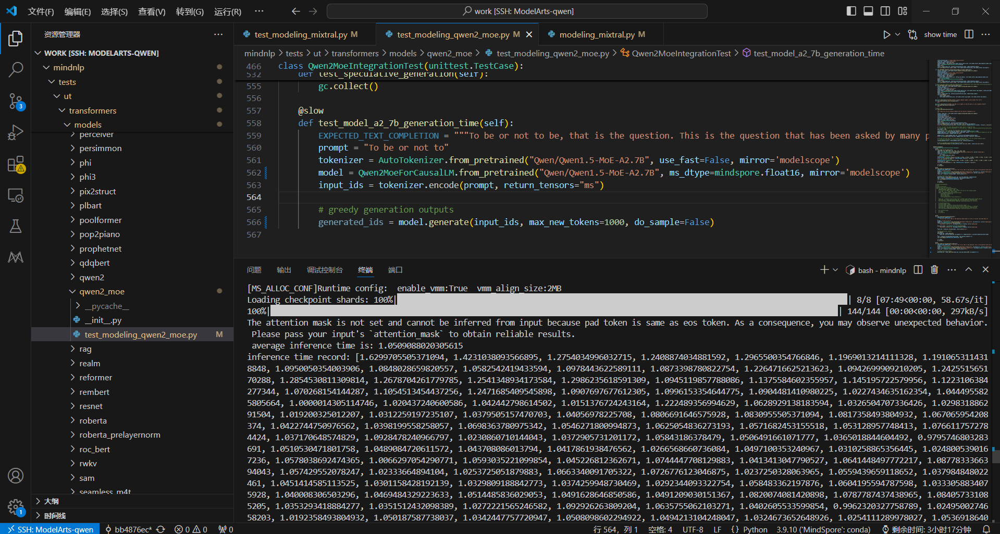 文件(F) 编辑(E) 选择(S) 查看(V) 转到(G) 运行(R) ··· work [SSH: ModelArts-qwen]
资源管理器
WORK [SSH: MODELARTS-QWEN]
mindnlp
tests
ut
transformers
models
perceiver
persimmon
phi
phi3
pix2struct
plbart
poolformer
pop2piano
prophetnet
qdqbert
qwen2
qwen2_moe
__pycache__
__init__.py
test_modeling_qwen2_moe.py M
rag
realm
reformer
rembert
resnet
roberta
roberta_prelayernorm
roc_bert
rwkv
sam
seamless_m4t
大纲
时间线
test_modeling_mixtral.py M test_modeling_qwen2_moe.py M modeling_mixtral.py M show time
mindnlp > tests > ut > transformers > models > qwen2_moe > test_modeling_qwen2_moe.py > Qwen2MoeIntegrationTest > test_model_a2_7b_generation_time
466 class Qwen2MoeIntegrationTest(unittest.TestCase):
532 def test_speculative_generation(self):
555 gc.collect()
556
557 @slow
558 def test_model_a2_7b_generation_time(self):
559 EXPECTED_TEXT_COMPLETION = """To be or not to be, that is the question. This is the question that has been asked by many p
560 prompt = "To be or not to"
561 tokenizer = AutoTokenizer.from_pretrained("Qwen/Qwen1.5-MoE-A2.7B", use_fast=False, mirror='modelscope')
562 model = Qwen2MoeForCausalLM.from_pretrained("Qwen/Qwen1.5-MoE-A2.7B", ms_dtype=mindspore.float16, mirror='modelscope')
563 input_ids = tokenizer.encode(prompt, return_tensors="ms")
564
565 # greedy generation outputs
566 generated_ids = model.generate(input_ids, max_new_tokens=1000, do_sample=False)
567
问题 输出 调试控制台 终端 端口 bash - mindnlp
[MS_ALLOC_CONF]Runtime config:  enable_vmm:True  vmm_align_size:2MB
Loading checkpoint shards: 100%| | 8/8 [07:49<00:00, 58.67s/it]
100%| | 144/144 [00:00<00:00, 297kB/s]
The attention mask is not set and cannot be inferred from input because pad token is same as eos token. As a consequence, you may observe unexpected behavior.
Please pass your input's `attention_mask` to obtain reliable results.
average inference time is: 1.0509088020305615
inference time record: [1.6299705505371094, 1.4231038093566895, 1.2754034996032715, 1.2408874034881592, 1.2965500354766846, 1.1969013214111328, 1.191065311431
8848, 1.0950050354003906, 1.0848028659820557, 1.0582542419433594, 1.0978443622589111, 1.0873398780822754, 1.2264716625213623, 1.0942699909210205, 1.2425515651
70288, 1.2854530811309814, 1.2678704261779785, 1.2541348934173584, 1.2986235618591309, 1.0945119857788086, 1.1375584602355957, 1.145195722579956, 1.1223106384
277344, 1.070268154144287, 1.1054513454437256, 1.2471685409545898, 1.0907697677612305, 1.0996153354644775, 1.0904481410980225, 1.0227434635162354, 1.044495582
5805664, 1.0000014305114746, 1.020437240600586, 1.042442798614502, 1.0151376724243164, 1.222489356994629, 1.0628929138183594, 1.0326504707336426, 1.0298318862
91504, 1.019200325012207, 1.0312259197235107, 1.0379505157470703, 1.04056978225708, 1.0806691646575928, 1.0830955505371094, 1.0817358493804932, 1.067065954208
374, 1.0422744750976562, 1.0398199558258057, 1.0698363780975342, 1.0546271800994873, 1.0625054836273193, 1.0571682453155518, 1.053128957748413, 1.076611757278
4424, 1.037170648574829, 1.0928478240966797, 1.0230860710144043, 1.0372905731201172, 1.05843186378479, 1.0506491661071777, 1.0365018844604492, 0.9795746803283
691, 1.0510530471801758, 1.0489084720611572, 1.043708086013794, 1.0417861938476562, 1.0266568660736084, 1.0497100353240967, 1.0310258865356445, 1.024800539016
7236, 1.0578038692474365, 1.0066297054290771, 1.0593035221099854, 1.045226812362671, 1.0744447708129883, 1.0413413047790527, 1.0641448497772217, 1.08778333663
94043, 1.057429552078247, 1.02333664894104, 1.0253725051879883, 1.0663340091705322, 1.0726776123046875, 1.0237250328063965, 1.0559439659118652, 1.037984848022
461, 1.0451414585113525, 1.0301158428192139, 1.0329809188842773, 1.0374259948730469, 1.0292344093322754, 1.058483362197876, 1.0604195594787598, 1.033305883407
5928, 1.040008306503296, 1.0469484329223633, 1.0514485836029053, 1.0491628646850586, 1.0491209030151367, 1.0820074081420898, 1.0787787437438965, 1.08405733108
5205, 1.0353293418884277, 1.0351512432098389, 1.0272221565246582, 1.092926263809204, 1.0635755062103271, 1.0402605533599854, 0.9962320327758789, 1.02495002746
58203, 1.0192358493804932, 1.050187587738037, 1.0342447757720947, 1.0508098602294922, 1.0494213104248047, 1.0324673652648926, 1.0254111289978027, 1.0536918640
SSH: ModelArts-qwen bb4876ec* 0 0 0 行 564，列 1 空格: 4 UTF-8 LF {} Python 3.9.10 ('MindSpore': conda) 剩余时间: 3小时17分钟